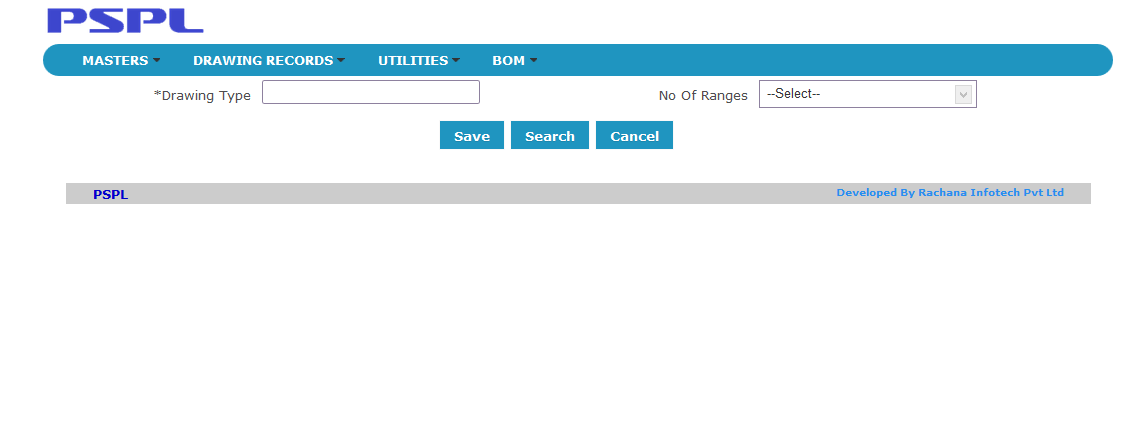 PSPL
MASTERS DRAWING RECORDS UTILITIES BOM
*Drawing Type No Of Ranges --Select--
Save Search Cancel
PSPL Developed By Rachana Infotech Pvt Ltd